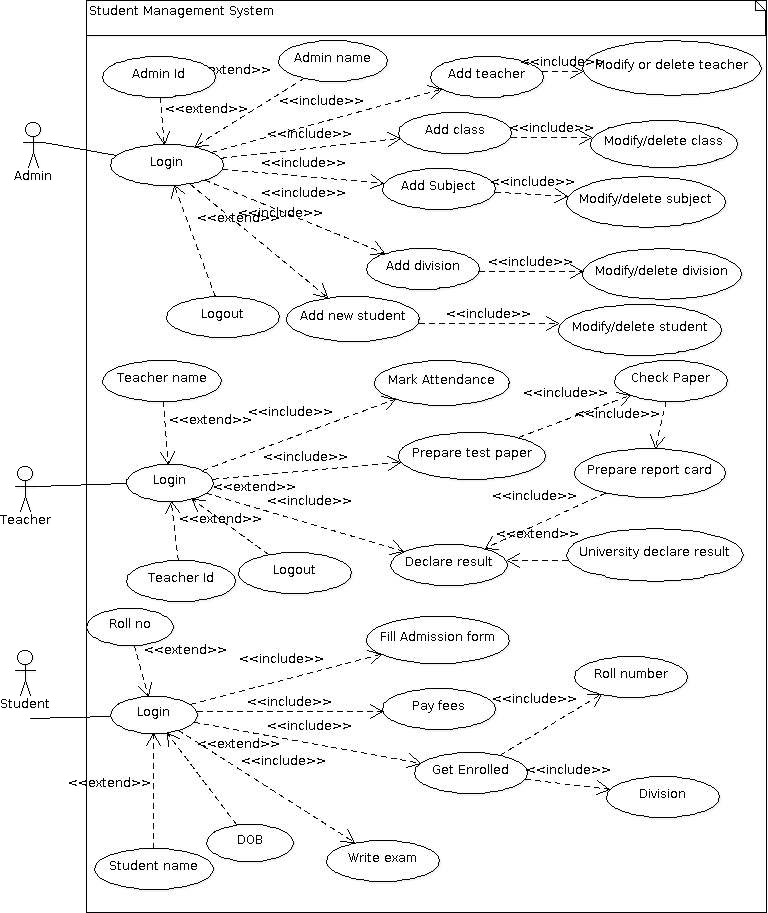 Student Management System
Admin Id
extend>>
Admin name
<<include>>
Add teacher
<<include>>
Modify or delete teacher
<<extend>>
<<include>>
Add class
<<include>>
Modify/delete class
Admin
Login
<<include>>
Add Subject
<<include>>
Modify/delete subject
<<include>>
<<extend>>
<<include>>
Add division
<<include>>
Modify/delete division
Logout
Add new student
<<include>>
Modify/delete student
Teacher name
<<extend>>
<<include>>
Mark Attendance
<<include>>
Check Paper
<<include>>
<<include>>
Prepare test paper
Prepare report card
Teacher
Login
<<extend>>
<<include>>
<<include>>
<<extend>>
<<extend>>
Teacher Id
Logout
Declare result
University declare result
Roll no
<<extend>>
<<include>>
Fill Admission form
Student
Login
<<include>>
Pay fees
<<include>>
Roll number
<<include>>
<<extend>>
<<include>>
Get Enrolled
<<include>>
Division
<<extend>>
DOB
Student name
Write exam